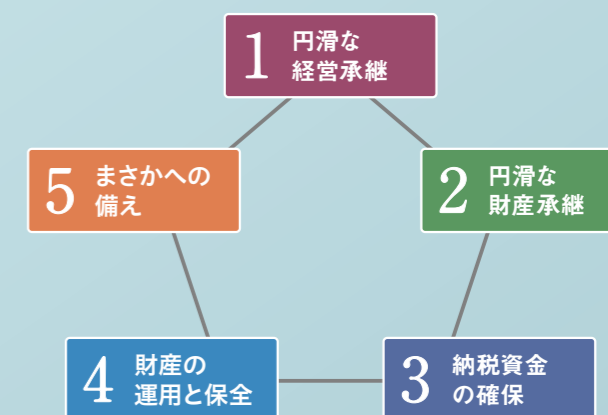 1
円滑な
経営承継
2
円滑な
財産承継
3
納税資金
の確保
4
財産の
運用と保全
5
まさかへの
備え